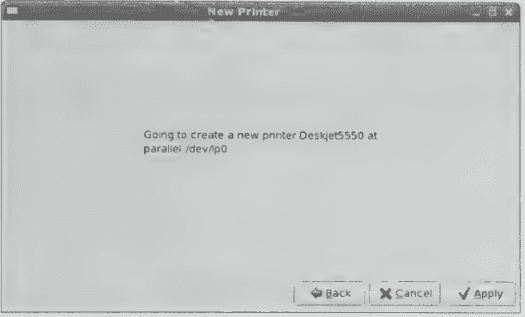 New Printer
Going to create a new printer Deskjet5550 at
parallel /dev/lp0
Back
Cancel
Apply